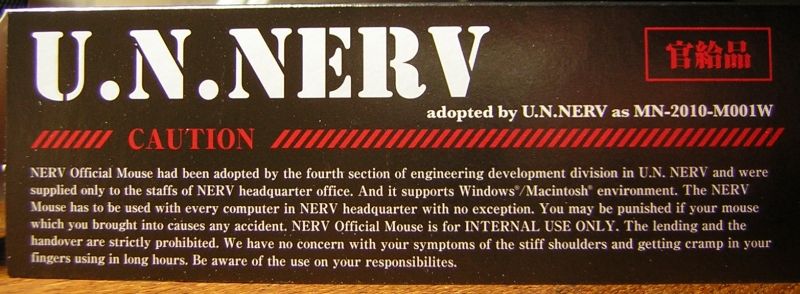 U.N.NERV
官給品
adopted by U.N.NERV as MN-2010-M001W
CAUTION
NERV Official Mouse had been adopted by the fourth section of engineering development division in U.N. NERV and were
supplied only to the staffs of NERV headquarter office. And it supports Windows®/Macintosh® environment. The NERV
Mouse has to be used with every computer in NERV headquarter with no exception. You may be punished if your mouse
which you brought into causes any accident. NERV Official Mouse is for INTERNAL USE ONLY. The lending and the
handover are strictly prohibited. We have no concern with your symptoms of the stiff shoulders and getting cramp in your
fingers using in long hours. Be aware of the use on your responsibilites.